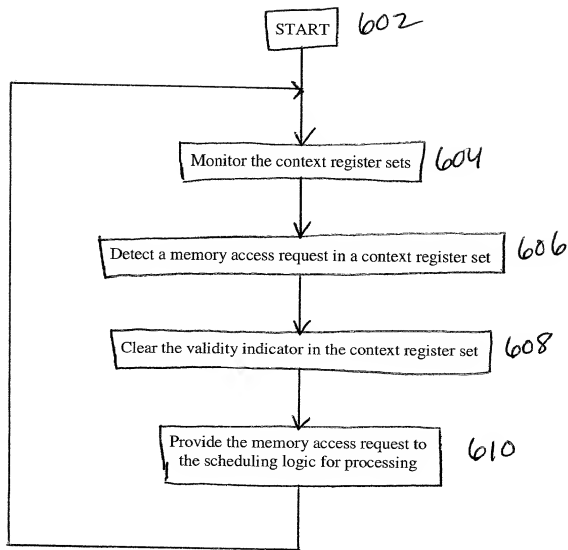 START 602
Monitor the context register sets 604
Detect a memory access request in a context register set 606
Clear the validity indicator in the context register set 608
Provide the memory access request to 610
the scheduling logic for processing